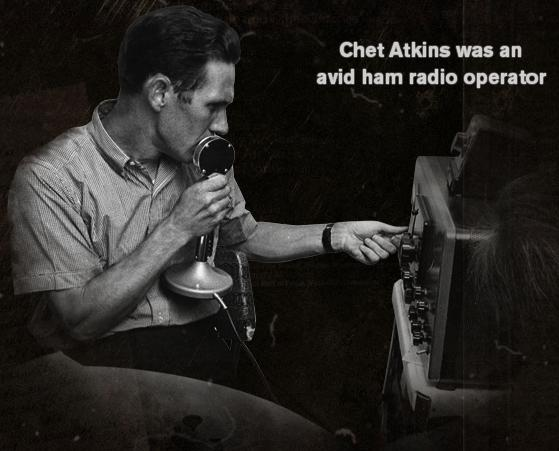 Chet Atkins was an
avid ham radio operator